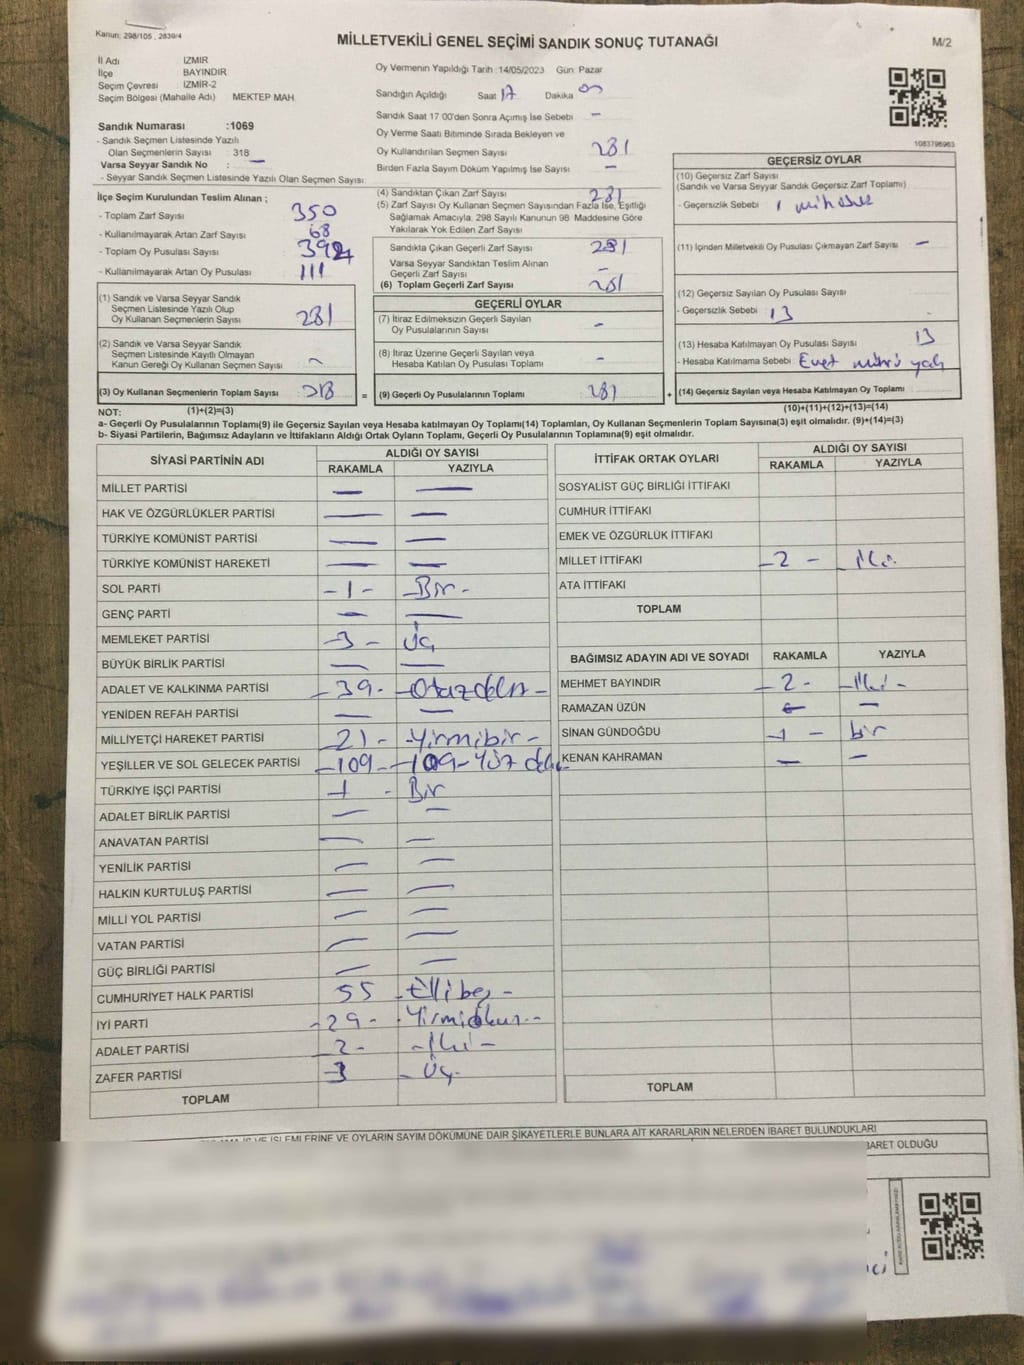 Kanun; 298/105 , 2839/4
MİLLETVEKİLİ GENEL SEÇİMİ SANDIK SONUÇ TUTANAĞI
M/2
İl Adı İZMİR
İlçe BAYINDIR
Seçim Çevresi İZMİR-2
Seçim Bölgesi (Mahalle Adı) MEKTEP MAH.
Oy Vermenin Yapıldığı Tarih :14/05/2023 Gün: Pazar
Sandığın Açıldığı Saat 17 Dakika
Sandık Saat 17 00'den Sonra Açımış İse Sebebi -
Sandık Numarası :1069
- Sandık Seçmen Listesinde Yazılı
Olan Seçmenlerin Sayısı : 318
Varsa Seyyar Sandık No : -
- Seyyar Sandık Seçmen Listesinde Yazılı Olan Seçmen Sayısı:
Oy Verme Saati Bitiminde Sırada Bekleyen ve
Oy Kullandırılan Seçmen Sayısı 281
Birden Fazla Sayım Döküm Yapılmış İse Sayısı -
1083796963
İlçe Seçim Kurulundan Teslim Alınan ;
- Toplam Zarf Sayısı 350
- Kullanılmayarak Artan Zarf Sayısı 68
- Toplam Oy Pusulası Sayısı
- Kullanılmayarak Artan Oy Pusulası 111
(4) Sandıktan Çıkan Zarf Sayısı 281
(5) Zarf Sayısı Oy Kullanan Seçmen Sayısından Fazla İse, Eşitliği
Sağlamak Amacıyla, 298 Sayılı Kanunun 98 Maddesine Göre
Yakılarak Yok Edilen Zarf Sayısı
Sandıkta Çıkan Geçerli Zarf Sayısı 281
Varsa Seyyar Sandıktan Teslim Alınan
Geçerli Zarf Sayısı -
(6) Toplam Geçerli Zarf Sayısı 281
GEÇERSİZ OYLAR
(10) Geçersiz Zarf Sayısı
(Sandık ve Varsa Seyyar Sandık Geçersiz Zarf Toplamı)
- Geçersizlik Sebebi : 1
(11) İçinden Milletvekili Oy Pusulası Çıkmayan Zarf Sayısı -
(12) Geçersiz Sayılan Oy Pusulası Sayısı -
- Geçersizlik Sebebi : 13
(13) Hesaba Katılmayan Oy Pusulası Sayısı 13
- Hesaba Katılmama Sebebi : Evet mührü yok
(14) Geçersiz Sayılan veya Hesaba Katılmayan Oy Toplamı
(10)+(11)+(12)+(13)=(14)
(1) Sandık ve Varsa Seyyar Sandık
Seçmen Listesinde Yazılı Olup
Oy Kullanan Seçmenlerin Sayısı 281
(2) Sandık ve Varsa Seyyar Sandık
Seçmen Listesinde Kayıtlı Olmayan
Kanun Gereği Oy Kullanan Seçmen Sayısı -
(3) Oy Kullanan Seçmenlerin Toplam Sayısı 318 =
(1)+(2)=(3)
GEÇERLİ OYLAR
(7) İtiraz Edilmeksizin Geçerli Sayılan
Oy Pusulalarının Sayısı -
(8) İtiraz Üzerine Geçerli Sayılan veya
Hesaba Katılan Oy Pusulası Toplamı -
(9) Geçerli Oy Pusulalarının Toplamı 281 +
NOT:
a- Geçerli Oy Pusulalarının Toplamı(9) ile Geçersiz Sayılan veya Hesaba katılmayan Oy Toplamı(14) Toplamları, Oy Kullanan Seçmenlerin Toplam Sayısına(3) eşit olmalıdır. (9)+(14)=(3)
b- Siyasi Partilerin, Bağımsız Adayların ve İttifakların Aldığı Ortak Oyların Toplamı, Geçerli Oy Pusulalarının Toplamına(9) eşit olmalıdır.
SİYASİ PARTİNİN ADI ALDIĞI OY SAYISI
RAKAMLA YAZIYLA
MİLLET PARTİSİ - -
HAK VE ÖZGÜRLÜKLER PARTİSİ - -
TÜRKİYE KOMÜNİST PARTİSİ - -
TÜRKİYE KOMÜNİST HAREKETİ - -
SOL PARTİ -1- -Bir-
GENÇ PARTİ - -
MEMLEKET PARTİSİ -3- Üç
BÜYÜK BİRLİK PARTİSİ - -
ADALET VE KALKINMA PARTİSİ -39- -Otuzdokuz-
YENİDEN REFAH PARTİSİ - -
MİLLİYETÇİ HAREKET PARTİSİ -21- -Yirmibir-
YEŞİLLER VE SOL GELECEK PARTİSİ -109- -109-Yüz
TÜRKİYE İŞÇİ PARTİSİ -1- Bir
ADALET BİRLİK PARTİSİ - -
ANAVATAN PARTİSİ - -
YENİLİK PARTİSİ - -
HALKIN KURTULUŞ PARTİSİ - -
MİLLİ YOL PARTİSİ - -
VATAN PARTİSİ - -
GÜÇ BİRLİĞİ PARTİSİ - -
CUMHURİYET HALK PARTİSİ 55 -Elli beş-
İYİ PARTİ -29- -Yirmidokuz-
ADALET PARTİSİ -2- -İki-
ZAFER PARTİSİ -3 -Üç-
TOPLAM
İTTİFAK ORTAK OYLARI ALDIĞI OY SAYISI
RAKAMLA YAZIYLA
SOSYALİST GÜÇ BİRLİĞİ İTTİFAKI
CUMHUR İTTİFAKI
EMEK VE ÖZGÜRLÜK İTTİFAKI
MİLLET İTTİFAKI -2- -İki-
ATA İTTİFAKI
TOPLAM
BAĞIMSIZ ADAYIN ADI VE SOYADI RAKAMLA YAZIYLA
MEHMET BAYINDIR -2- -İki-
RAMAZAN ÜZÜN - -
SİNAN GÜNDOĞDU -1- bir
KENAN KAHRAMAN - -
TOPLAM
İŞLEMLERİNE VE OYLARIN SAYIM DÖKÜMÜNE DAİR ŞİKAYETLERLE BUNLARA AİT KARARLARIN NELERDEN İBARET BULUNDUKLARI
BARET OLDUĞU